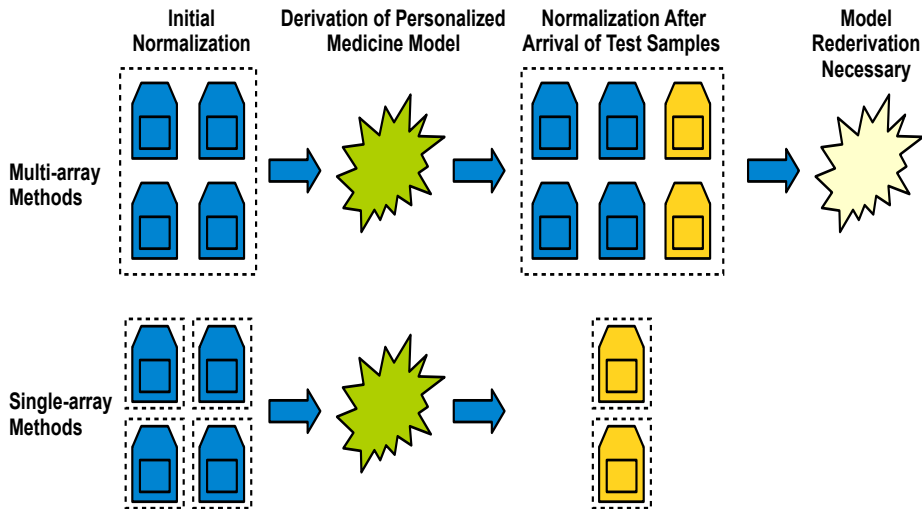 Initial
Normalization
Derivation of Personalized
Medicine Model
Normalization After
Arrival of Test Samples
Model
Rederivation
Necessary
Multi-array
Methods
Single-array
Methods